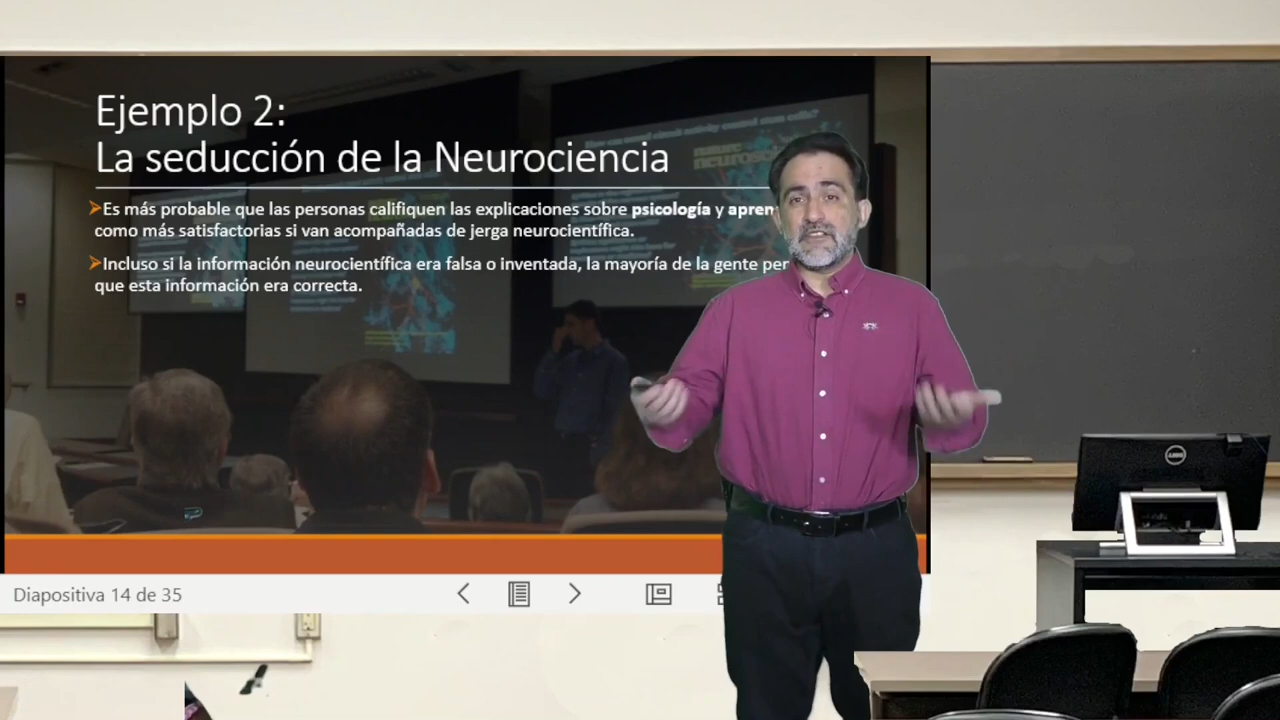 Ejemplo 2:
La seducción de la Neurociencia
Es más probable que las personas califiquen las explicaciones sobre psicología y
como más satisfactorias si van acompañadas de jerga neurocientífica.
Incluso si la información neurocientífica era falsa o inventada, la mayoría de la gente
que esta información era correcta.
nature
Diapositiva 14 de 35
DELL